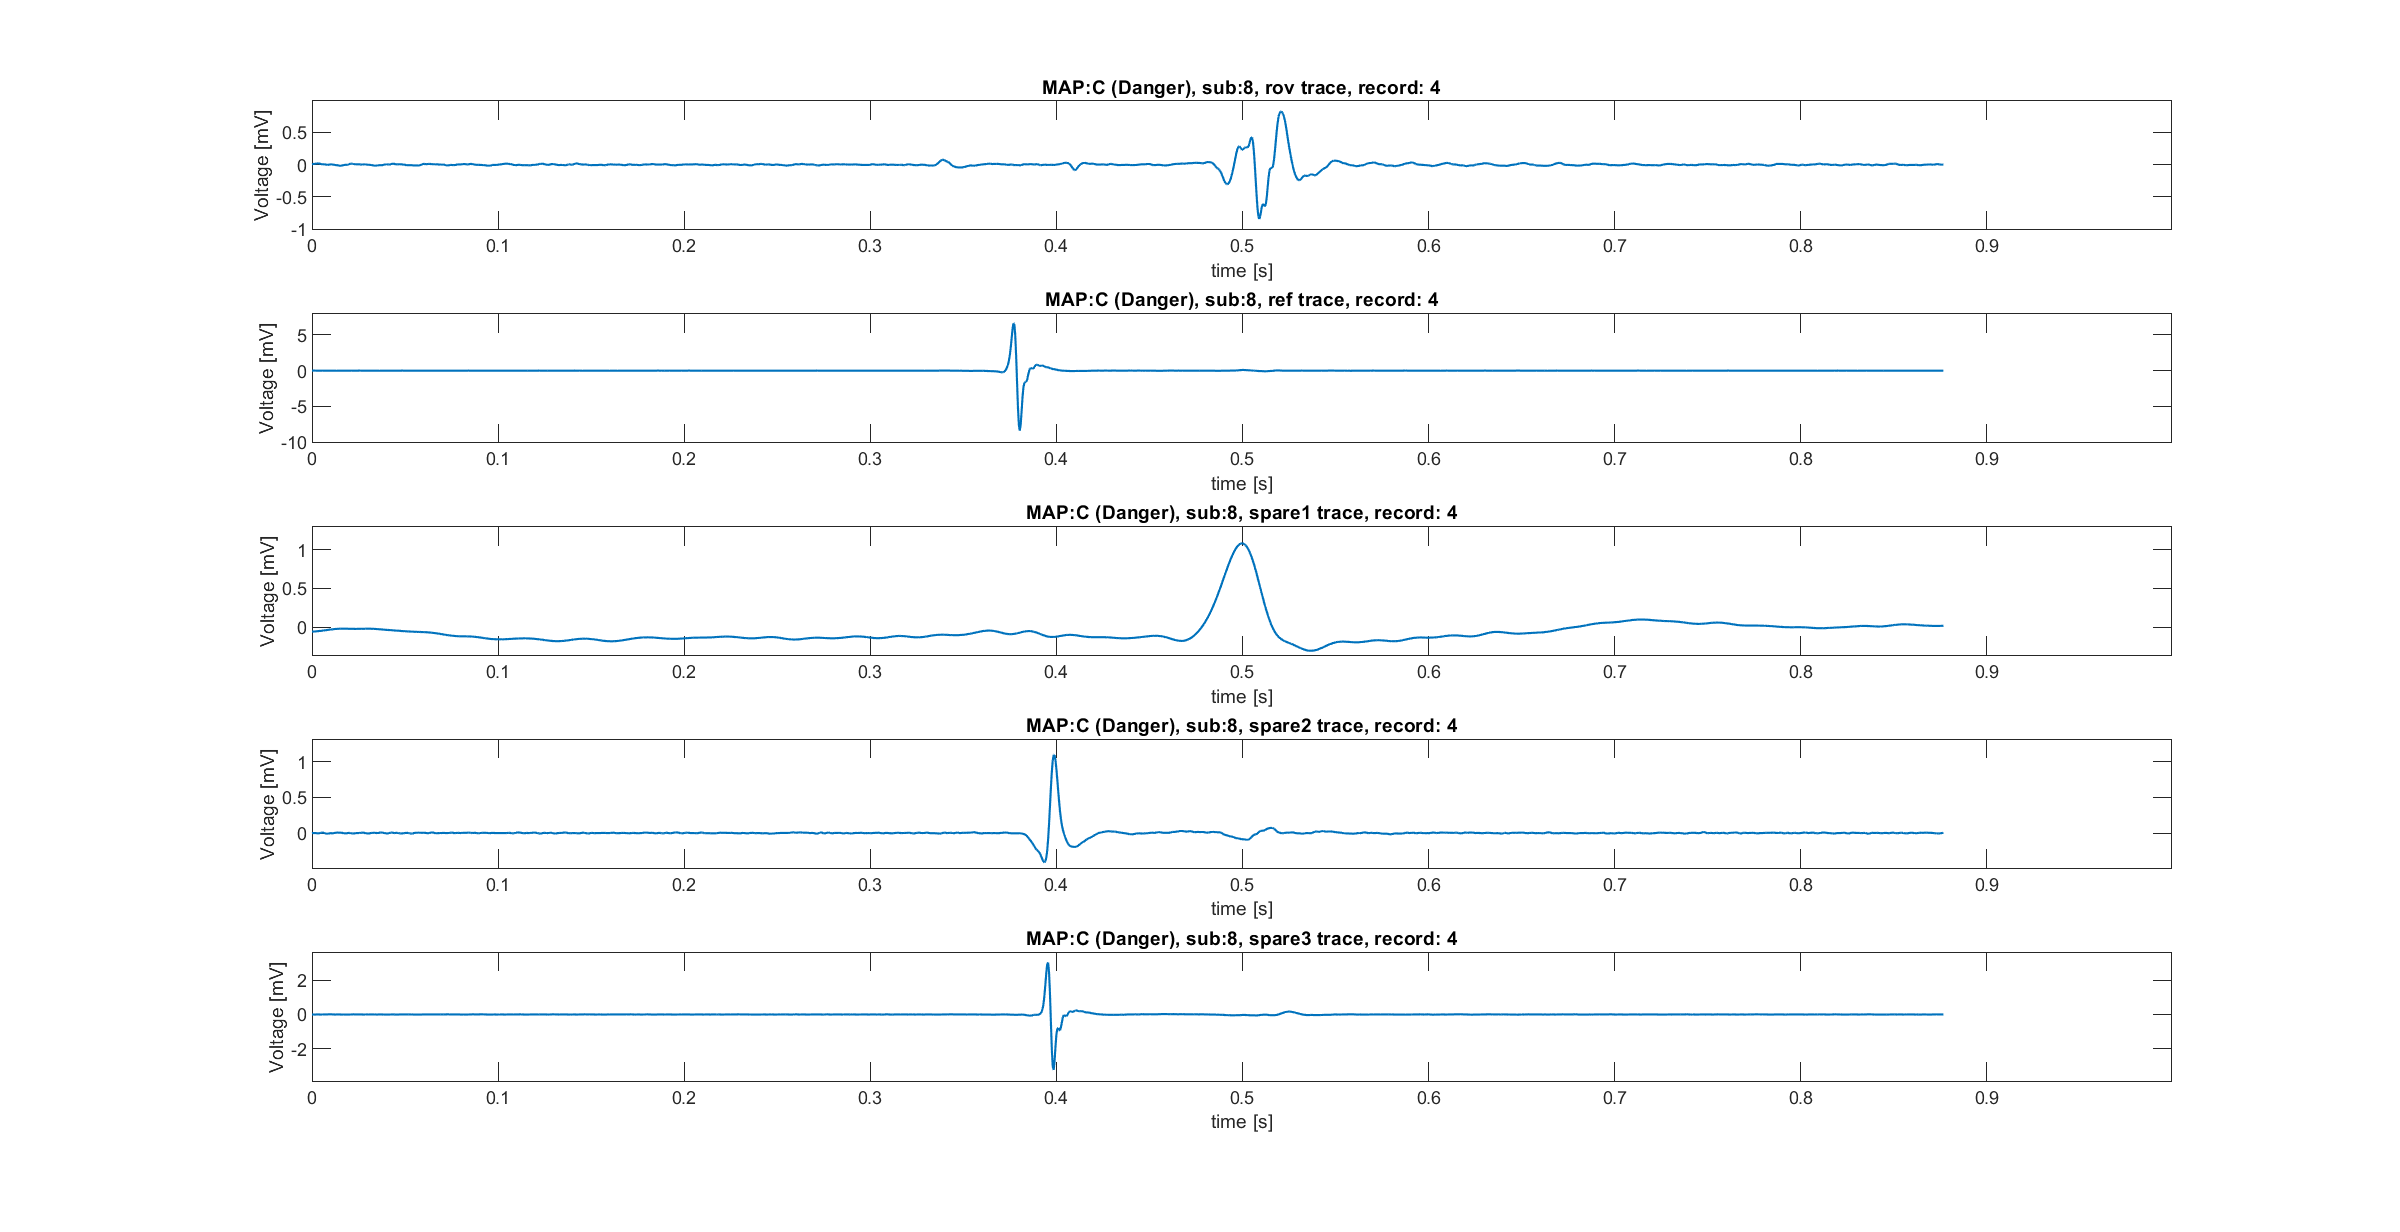 MAP:C (Danger), sub:8, rov trace, record: 4
Voltage [mV]
0.5
0
-0.5
-1
0 0.1 0.2 0.3 0.4 0.5 0.6 0.7 0.8 0.9
time [s]
MAP:C (Danger), sub:8, ref trace, record: 4
Voltage [mV]
5
0
-5
-10
0 0.1 0.2 0.3 0.4 0.5 0.6 0.7 0.8 0.9
time [s]
MAP:C (Danger), sub:8, spare1 trace, record: 4
Voltage [mV]
1
0.5
0
0 0.1 0.2 0.3 0.4 0.5 0.6 0.7 0.8 0.9
time [s]
MAP:C (Danger), sub:8, spare2 trace, record: 4
Voltage [mV]
1
0.5
0
0 0.1 0.2 0.3 0.4 0.5 0.6 0.7 0.8 0.9
time [s]
MAP:C (Danger), sub:8, spare3 trace, record: 4
Voltage [mV]
2
0
-2
0 0.1 0.2 0.3 0.4 0.5 0.6 0.7 0.8 0.9
time [s]